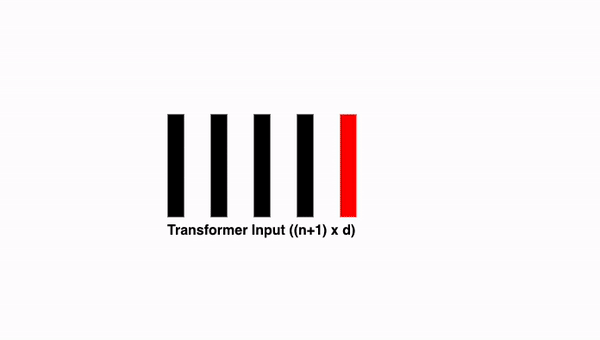 Transformer Input ((n+1) x d)